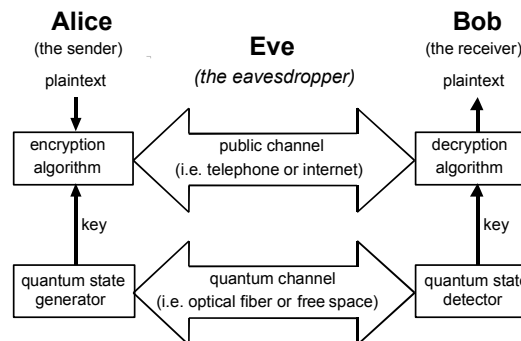 Alice
(the sender)
plaintext
encryption
algorithm
key
quantum state
generator
Eve
(the eavesdropper)
public channel
(i.e. telephone or internet)
quantum channel
(i.e. optical fiber or free space)
Bob
(the receiver)
plaintext
decryption
algorithm
key
quantum state
detector